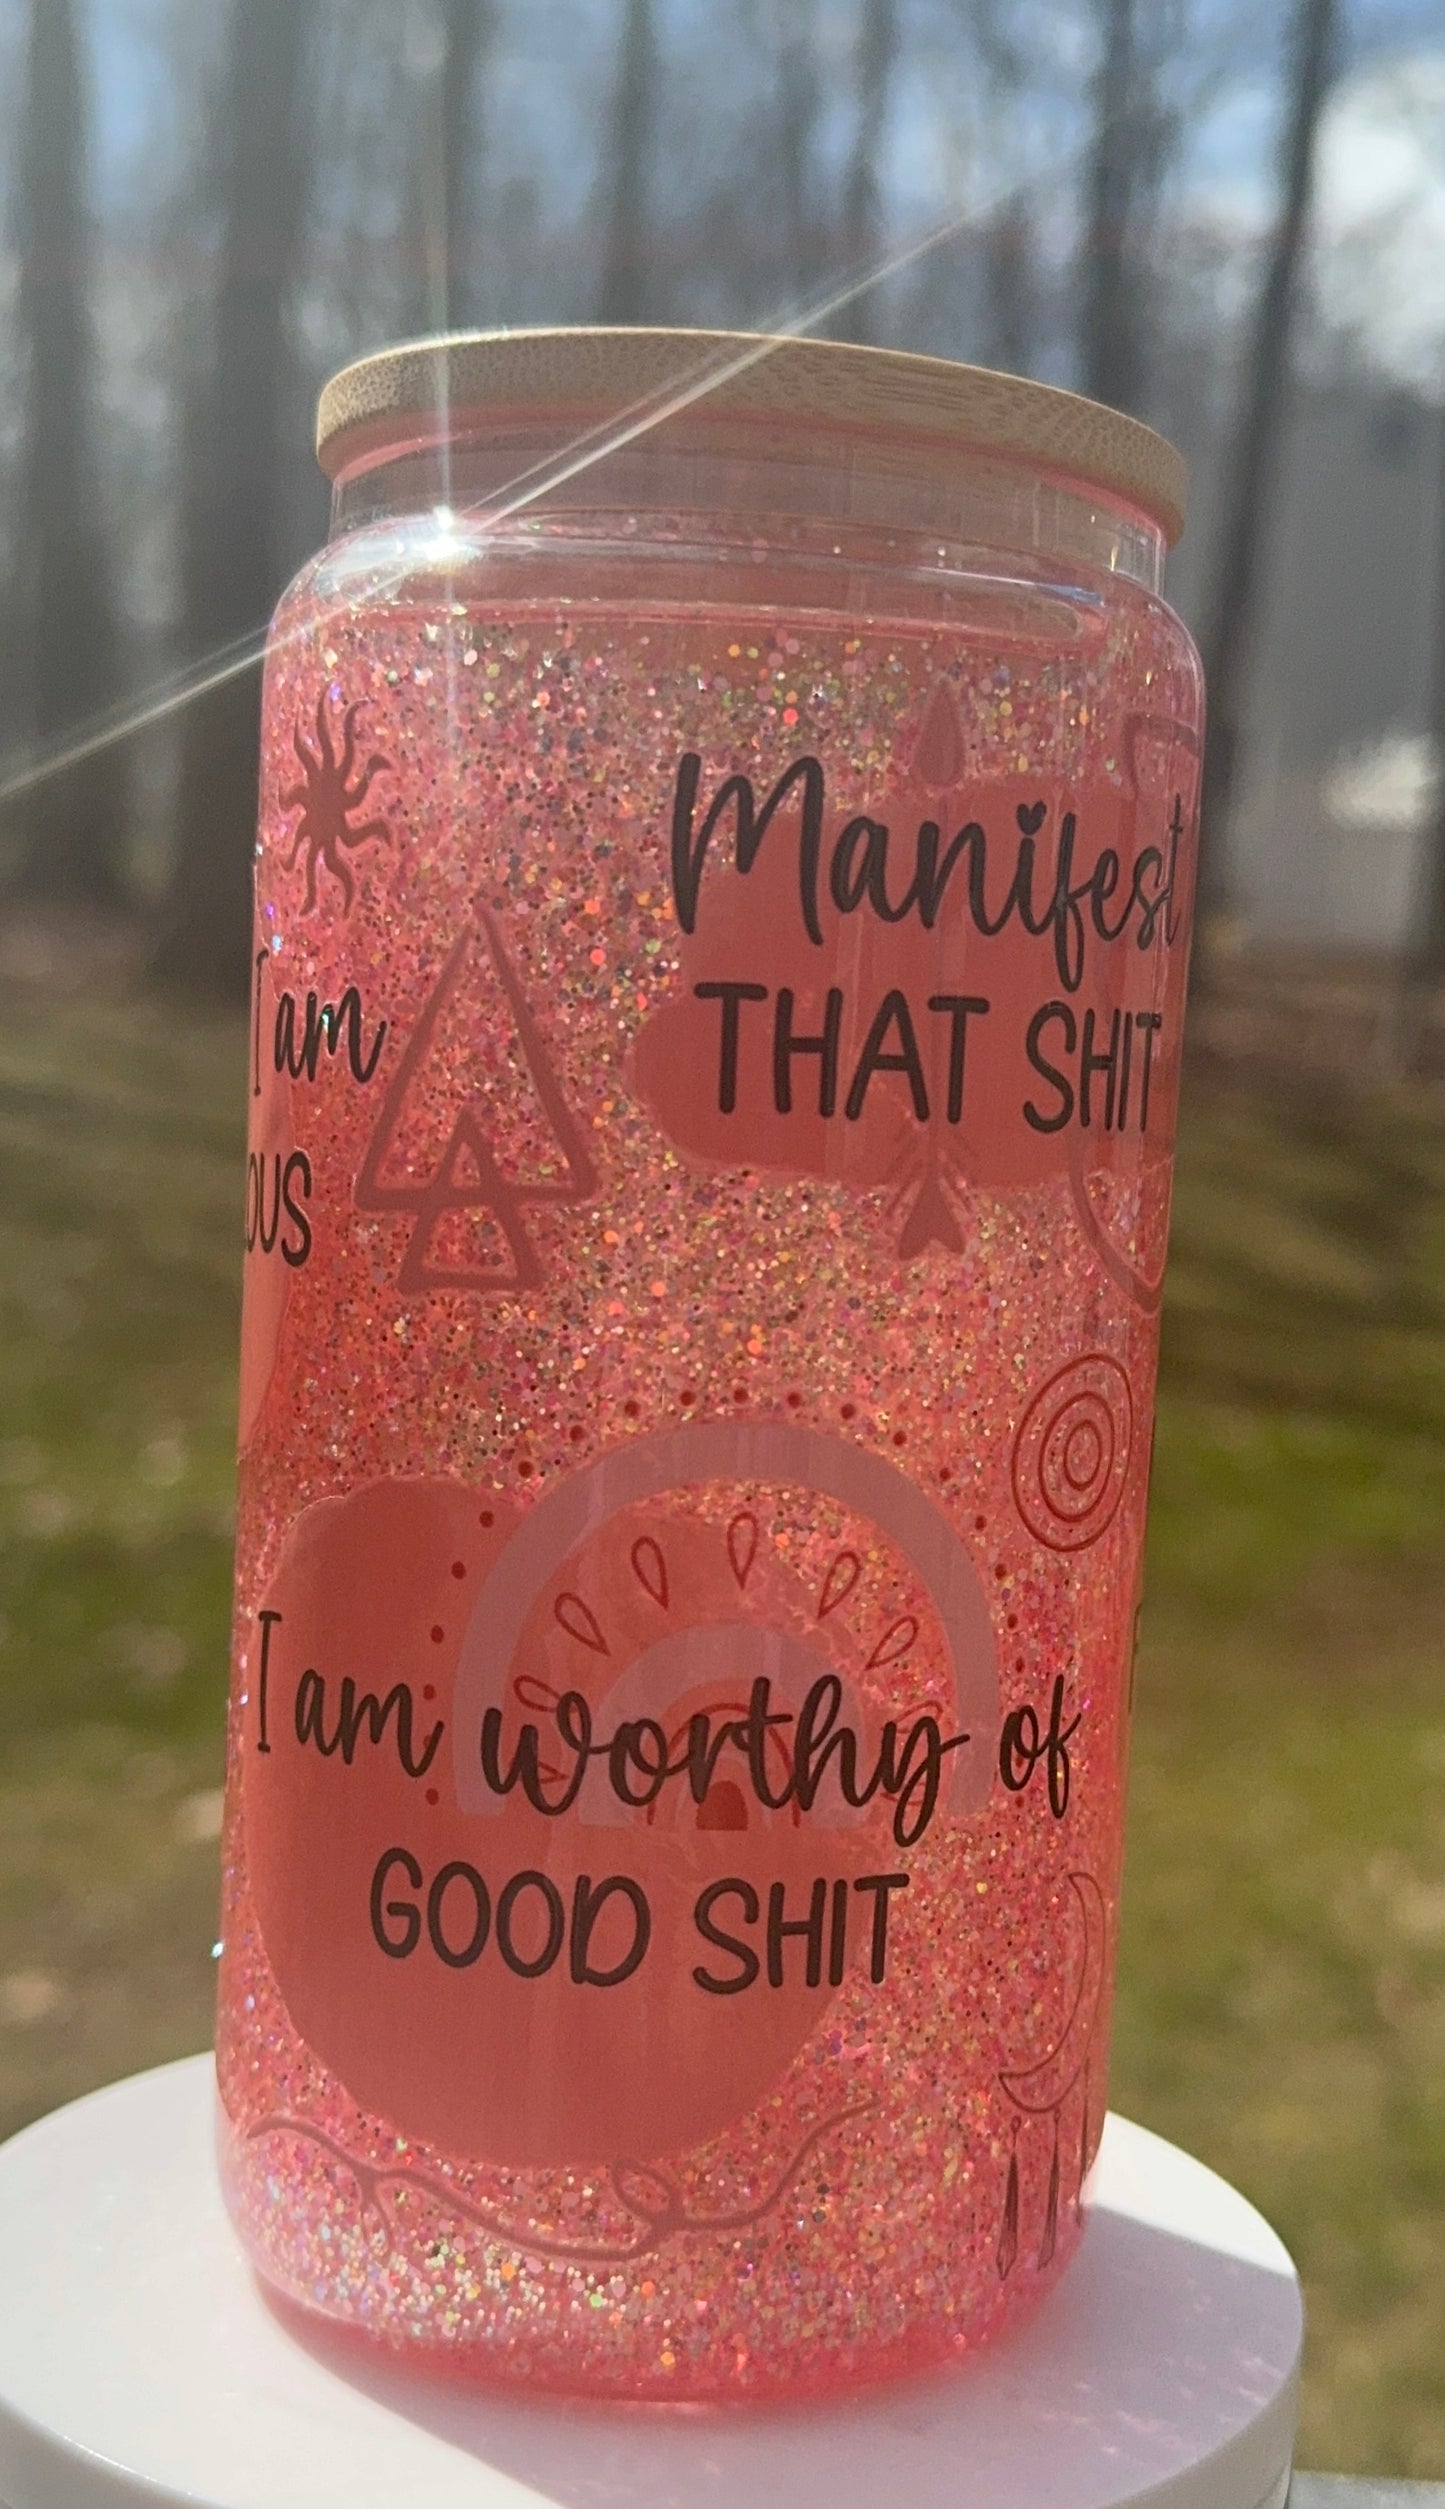 Manifest
THAT SHIT
I am
I am worthy of
GOOD SHIT